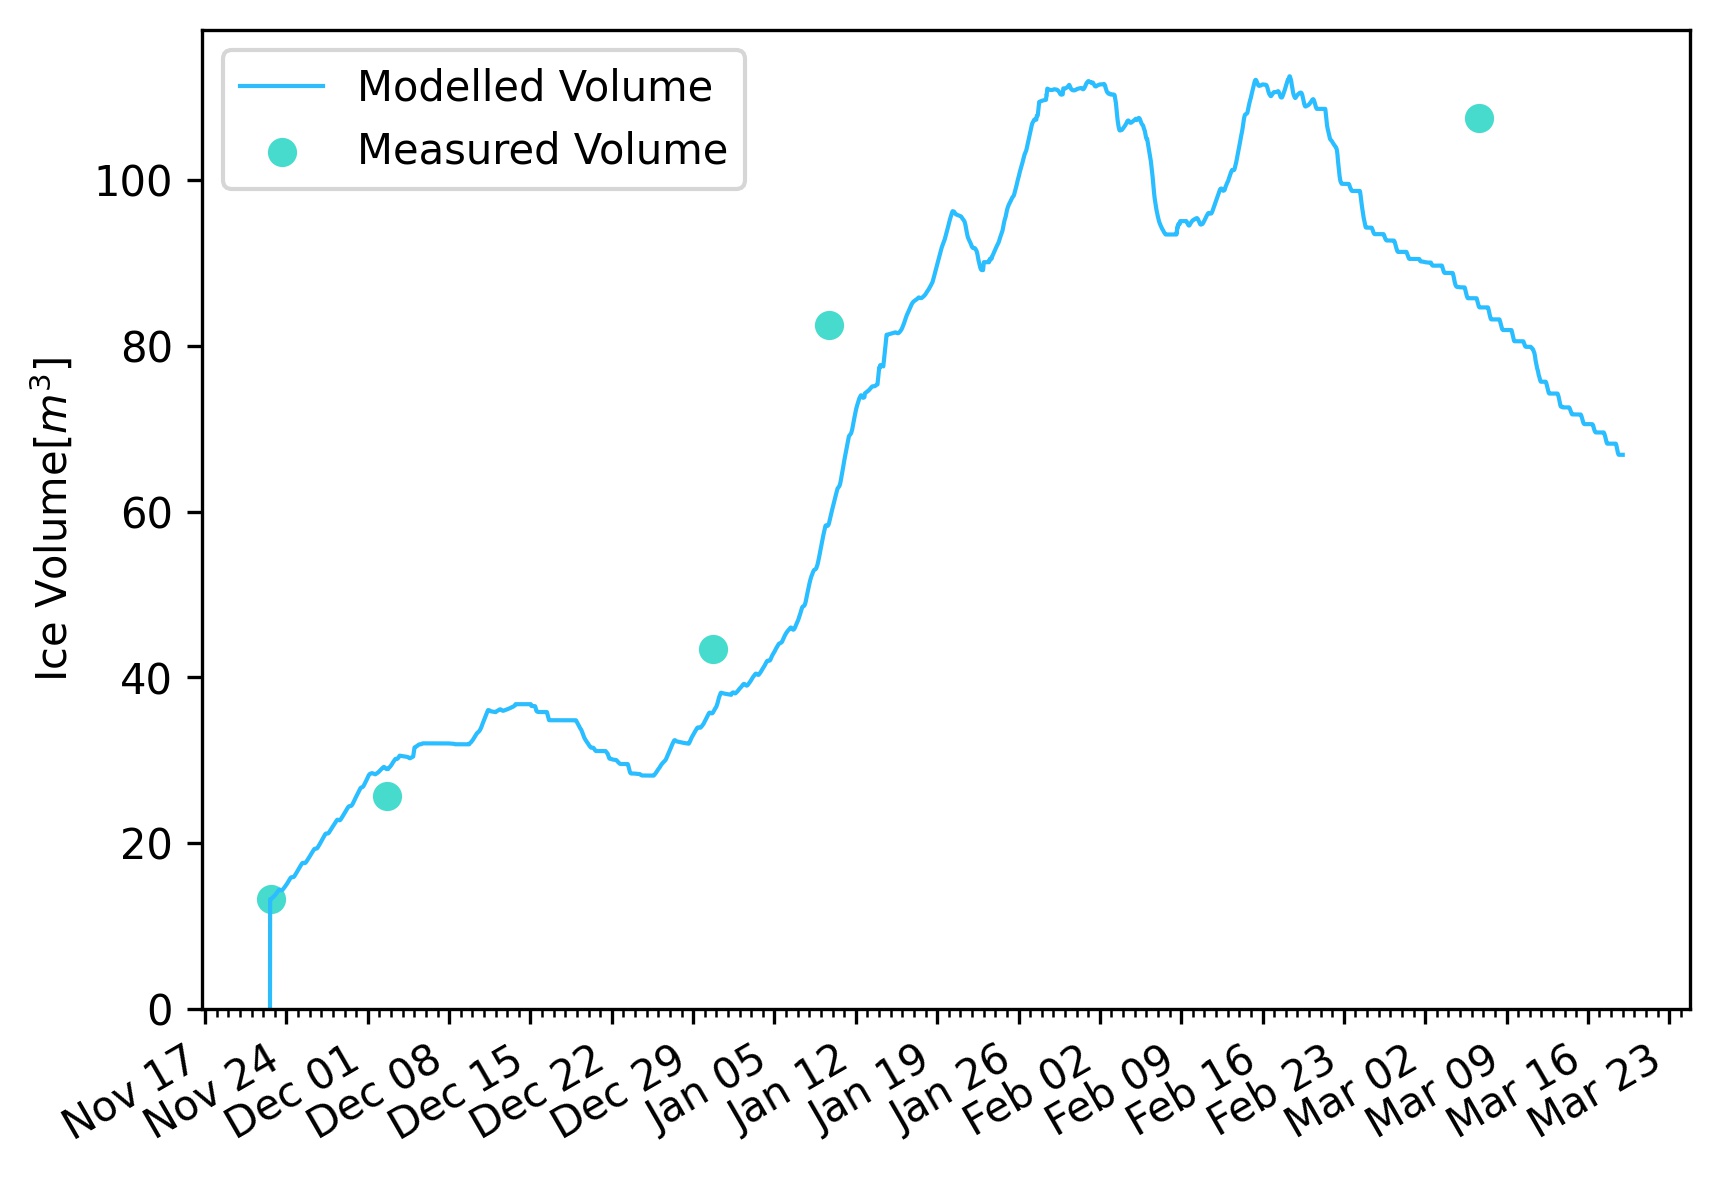 Modelled Volume
Measured Volume
Ice Volume[m³]
100
80
60
40
20
0
Nov 17
Nov 24
Dec 01
Dec 08
Dec 15
Dec 22
Dec 29
Jan 05
Jan 12
Jan 19
Jan 26
Feb 02
Feb 09
Feb 16
Feb 23
Mar 02
Mar 09
Mar 16
Mar 23